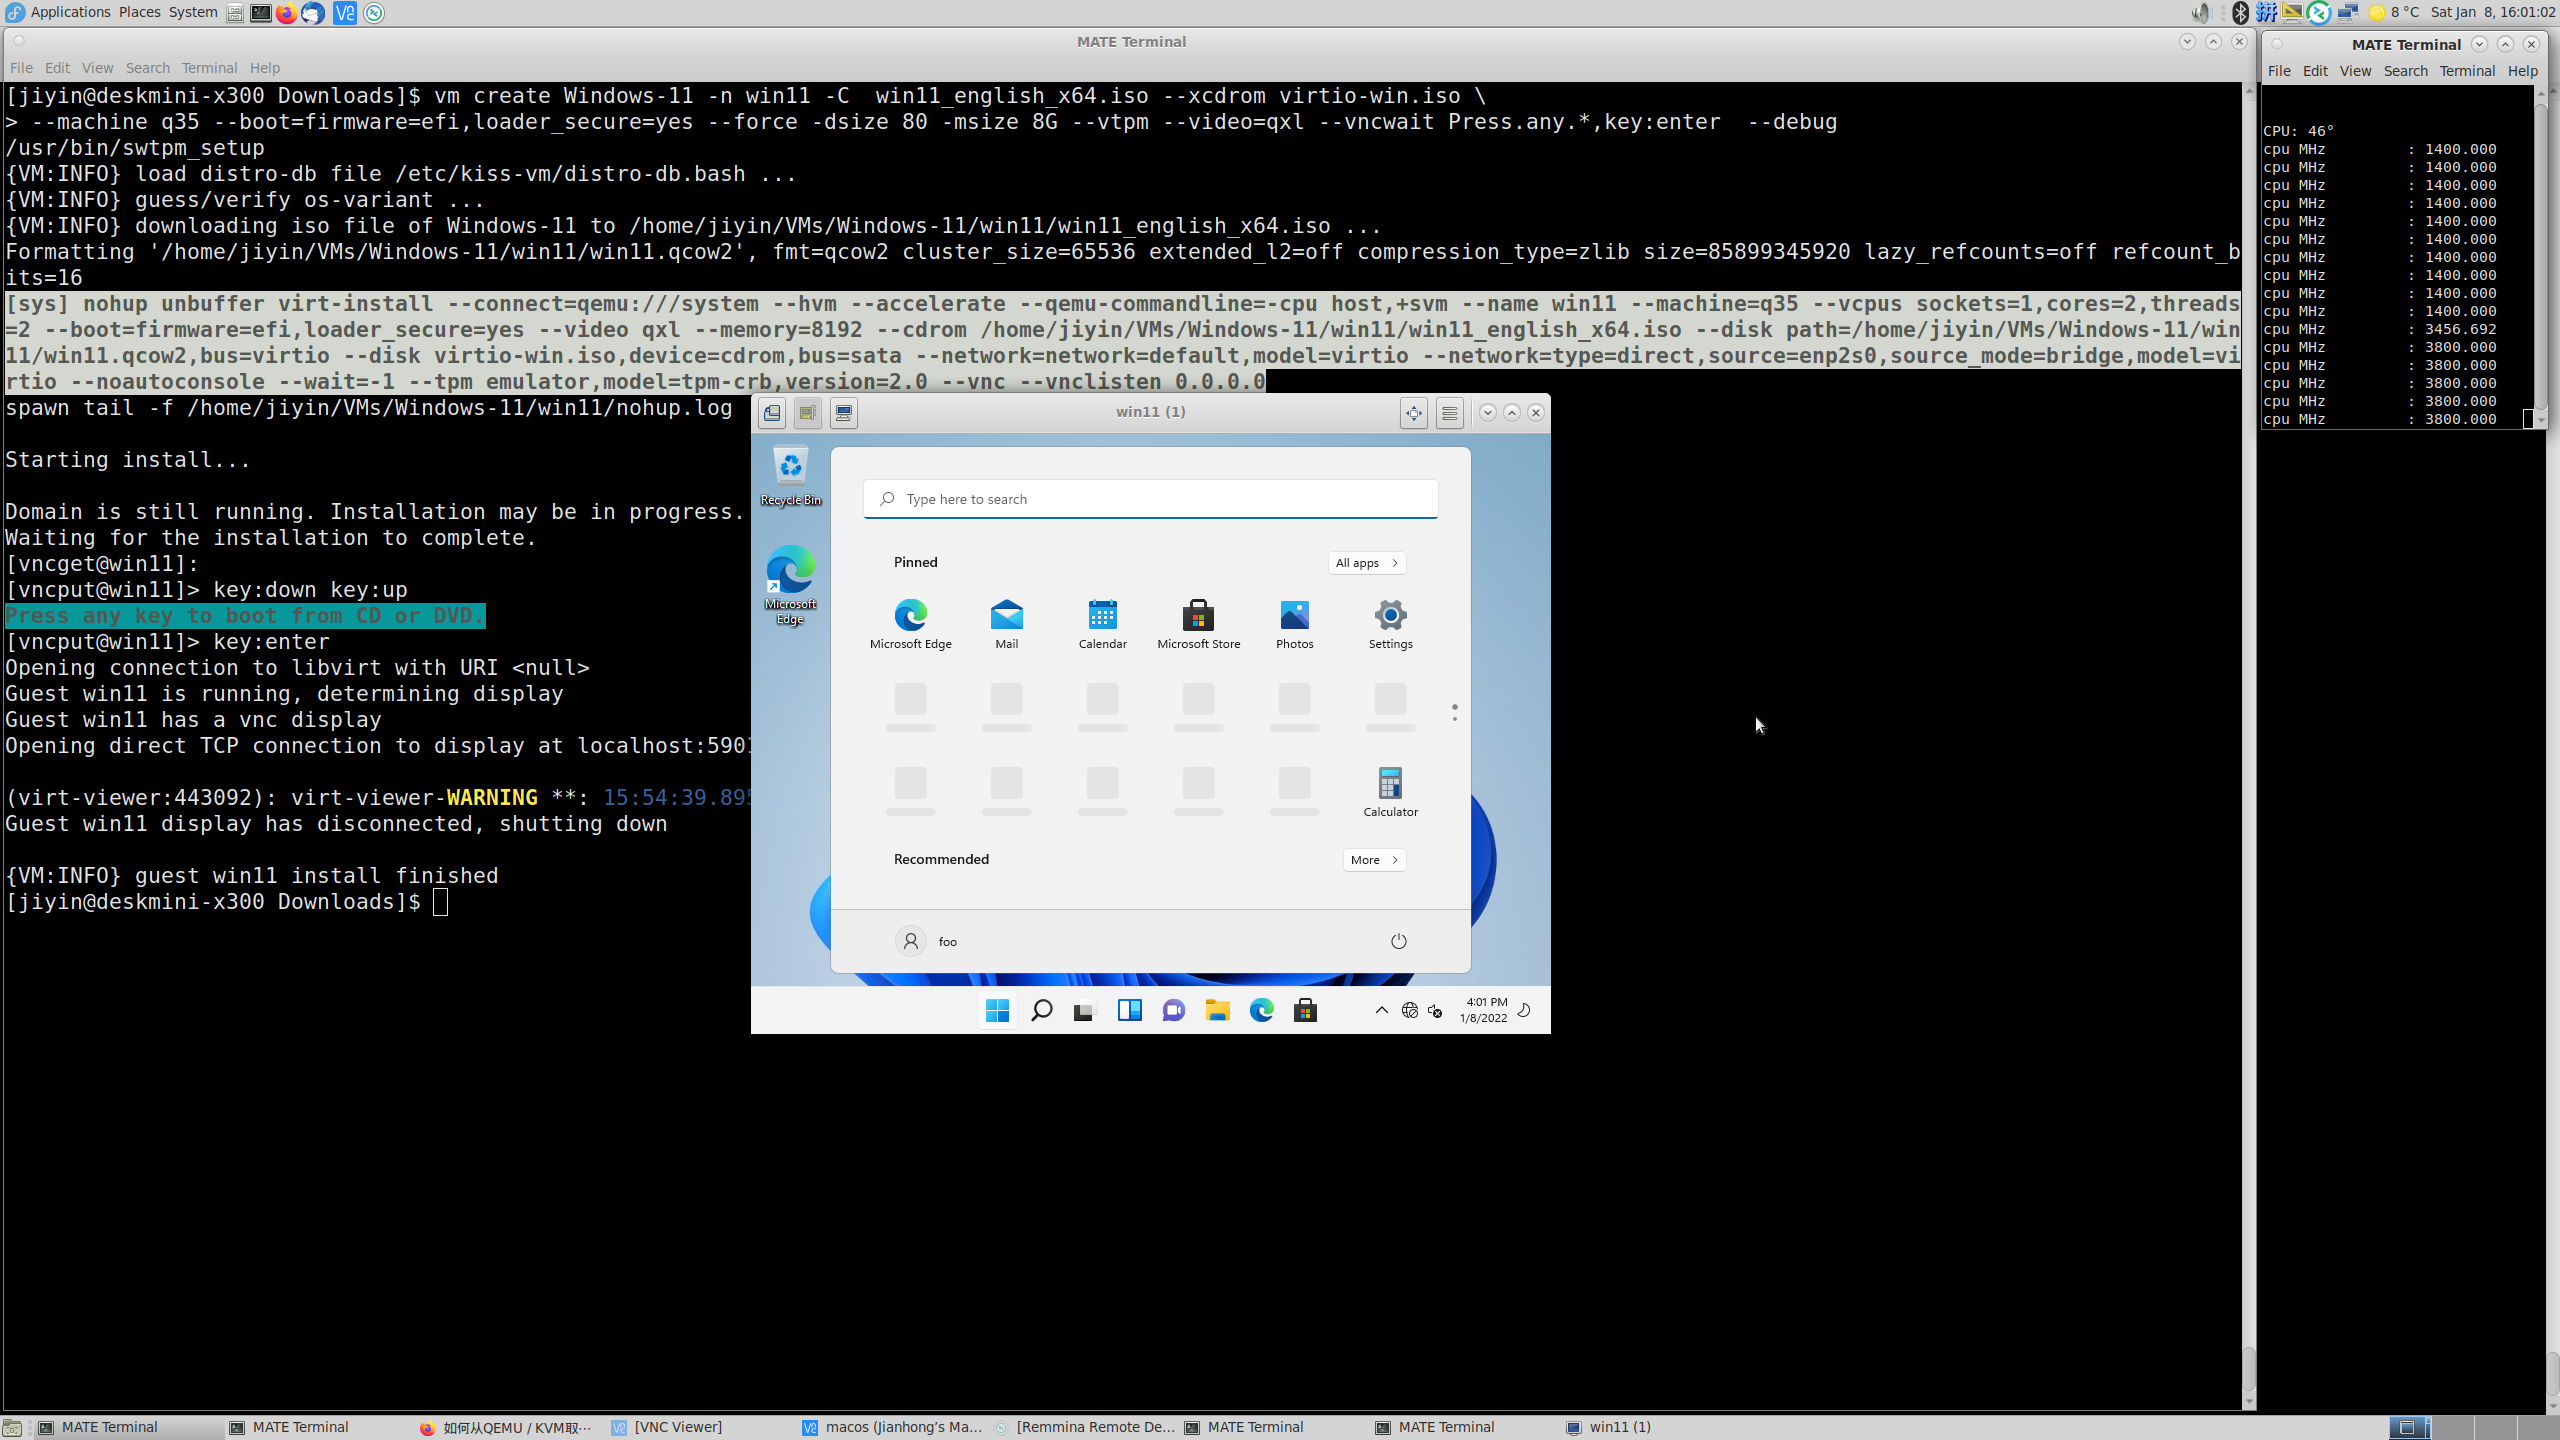 Applications Places System
8 °C Sat Jan 8, 16:01:02
MATE Terminal
File Edit View Search Terminal Help
[jiyin@deskmini-x300 Downloads]$ vm create Windows-11 -n win11 -C  win11_english_x64.iso --xcdrom virtio-win.iso \
> --machine q35 --boot=firmware=efi,loader_secure=yes --force -dsize 80 -msize 8G --vtpm --video=qxl --vncwait Press.any.*,key:enter  --debug
/usr/bin/swtpm_setup
{VM:INFO} load distro-db file /etc/kiss-vm/distro-db.bash ...
{VM:INFO} guess/verify os-variant ...
{VM:INFO} downloading iso file of Windows-11 to /home/jiyin/VMs/Windows-11/win11/win11_english_x64.iso ...
Formatting '/home/jiyin/VMs/Windows-11/win11/win11.qcow2', fmt=qcow2 cluster_size=65536 extended_l2=off compression_type=zlib size=85899345920 lazy_refcounts=off refcount_b
its=16
[sys] nohup unbuffer virt-install --connect=qemu:///system --hvm --accelerate --qemu-commandline=-cpu host,+svm --name win11 --machine=q35 --vcpus sockets=1,cores=2,threads
=2 --boot=firmware=efi,loader_secure=yes --video qxl --memory=8192 --cdrom /home/jiyin/VMs/Windows-11/win11/win11_english_x64.iso --disk path=/home/jiyin/VMs/Windows-11/win
11/win11.qcow2,bus=virtio --disk virtio-win.iso,device=cdrom,bus=sata --network=network=default,model=virtio --network=type=direct,source=enp2s0,source_mode=bridge,model=vi
rtio --noautoconsole --wait=-1 --tpm emulator,model=tpm-crb,version=2.0 --vnc --vnclisten 0.0.0.0
spawn tail -f /home/jiyin/VMs/Windows-11/win11/nohup.log
Starting install...
Domain is still running. Installation may be in progress.
Waiting for the installation to complete.
[vncget@win11]:
[vncput@win11]> key:down key:up
Press any key to boot from CD or DVD.
[vncput@win11]> key:enter
Opening connection to libvirt with URI <null>
Guest win11 is running, determining display
Guest win11 has a vnc display
Opening direct TCP connection to display at localhost:5901
(virt-viewer:443092): virt-viewer-WARNING **: 15:54:39.895
Guest win11 display has disconnected, shutting down
{VM:INFO} guest win11 install finished
[jiyin@deskmini-x300 Downloads]$
win11 (1)
Recycle Bin
Microsoft
Edge
Type here to search
Pinned
All apps
Microsoft Edge Mail Calendar Microsoft Store Photos Settings
Calculator
Recommended
More
foo
4:01 PM
1/8/2022
MATE Terminal
File Edit View Search Terminal Help
CPU: 46°
cpu MHz : 1400.000
cpu MHz : 1400.000
cpu MHz : 1400.000
cpu MHz : 1400.000
cpu MHz : 1400.000
cpu MHz : 1400.000
cpu MHz : 1400.000
cpu MHz : 1400.000
cpu MHz : 1400.000
cpu MHz : 1400.000
cpu MHz : 3456.692
cpu MHz : 3800.000
cpu MHz : 3800.000
cpu MHz : 3800.000
cpu MHz : 3800.000
cpu MHz : 3800.000
MATE Terminal MATE Terminal 如何从QEMU / KVM取… [VNC Viewer] macos (Jianhong’s Ma… [Remmina Remote De… MATE Terminal MATE Terminal win11 (1)